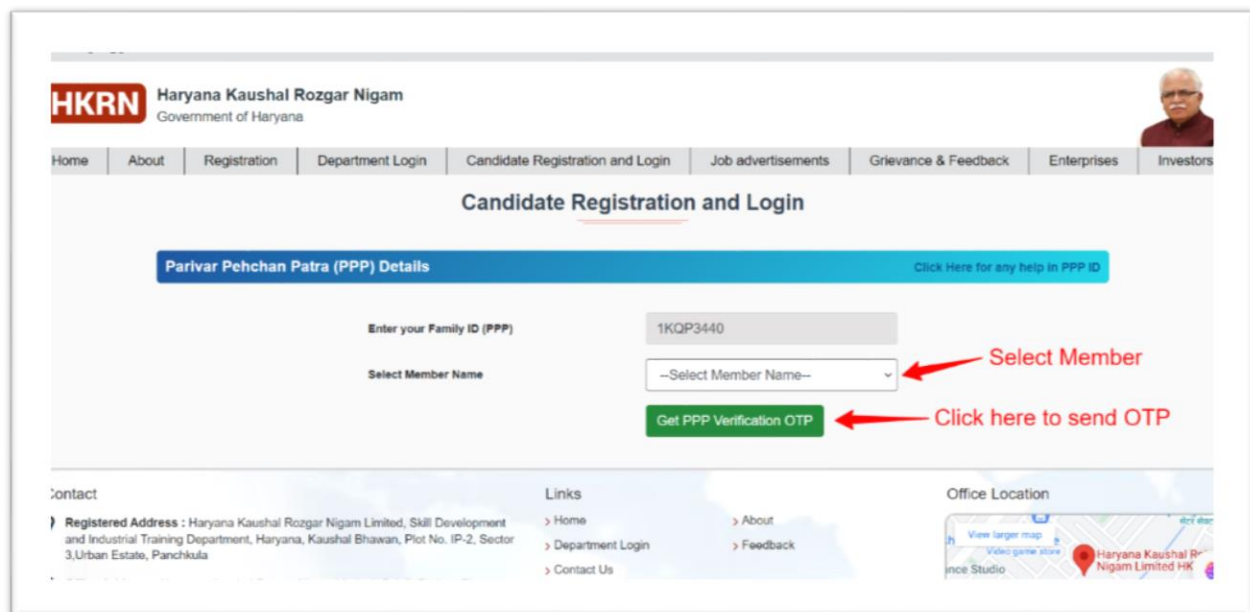 HKRN
Haryana Kaushal Rozgar Nigam
Government of Haryana
Home About Registration Department Login Candidate Registration and Login Job advertisements Grievance & Feedback Enterprises Investors
Candidate Registration and Login
Parivar Pehchan Patra (PPP) Details Click Here for any help in PPP ID
Enter your Family ID (PPP) 1KQP3440
Select Member Name --Select Member Name-- Select Member
Get PPP Verification OTP Click here to send OTP
Contact
Registered Address : Haryana Kaushal Rozgar Nigam Limited, Skill Development
and Industrial Training Department, Haryana, Kaushal Bhawan, Plot No. IP-2, Sector
3,Urban Estate, Panchkula
Links
Home About
Department Login Feedback
Contact Us
Office Location
View larger map
Video game store
nce Studio
Haryana Kaushal
Nigam Limited HK